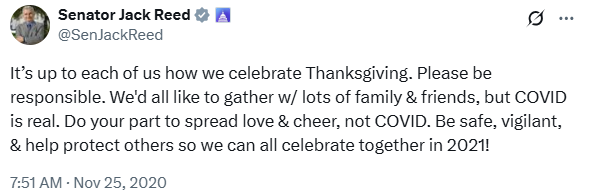 Senator Jack Reed
@SenJackReed
It’s up to each of us how we celebrate Thanksgiving. Please be
responsible. We'd all like to gather w/ lots of family & friends, but COVID
is real. Do your part to spread love & cheer, not COVID. Be safe, vigilant,
& help protect others so we can all celebrate together in 2021!
7:51 AM · Nov 25, 2020